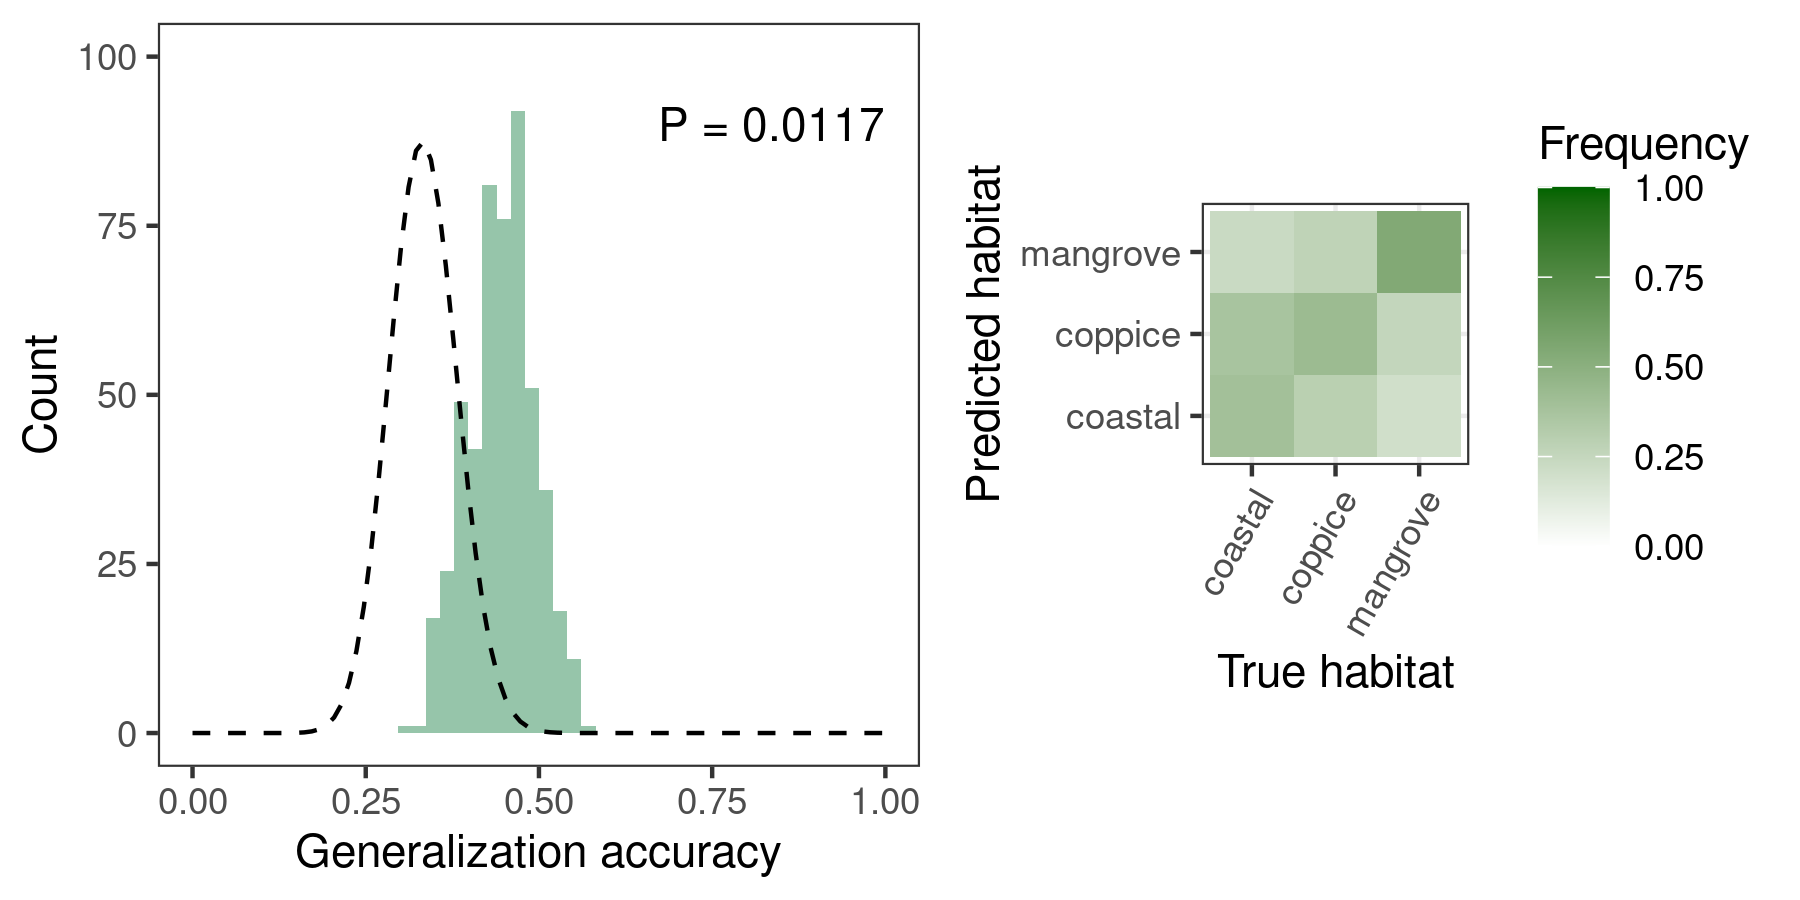 100
75
50
25
0
Count
P = 0.0117
0.00 0.25 0.50 0.75 1.00
Generalization accuracy
Predicted habitat
mangrove
coppice
coastal
coastal coppice mangrove
True habitat
Frequency
1.00
0.75
0.50
0.25
0.00